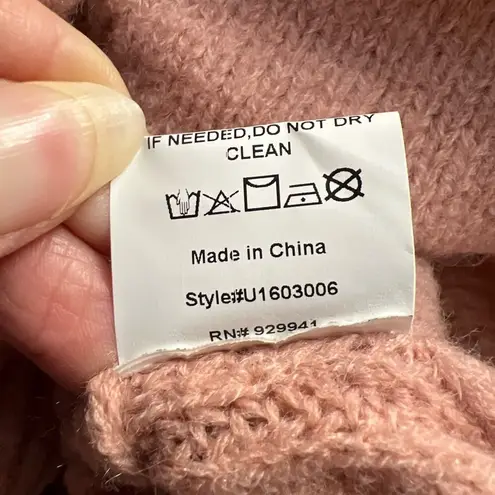 IF NEEDED,DO NOT DRY
CLEAN
Made in China
Style#U1603006
RN# 929941